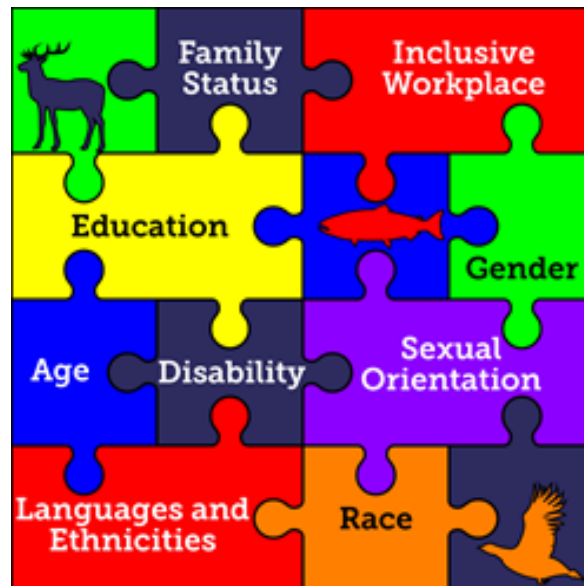 Family
Status
Inclusive
Workplace
Education
Gender
Age
Disability
Sexual
Orientation
Languages and
Ethnicities
Race